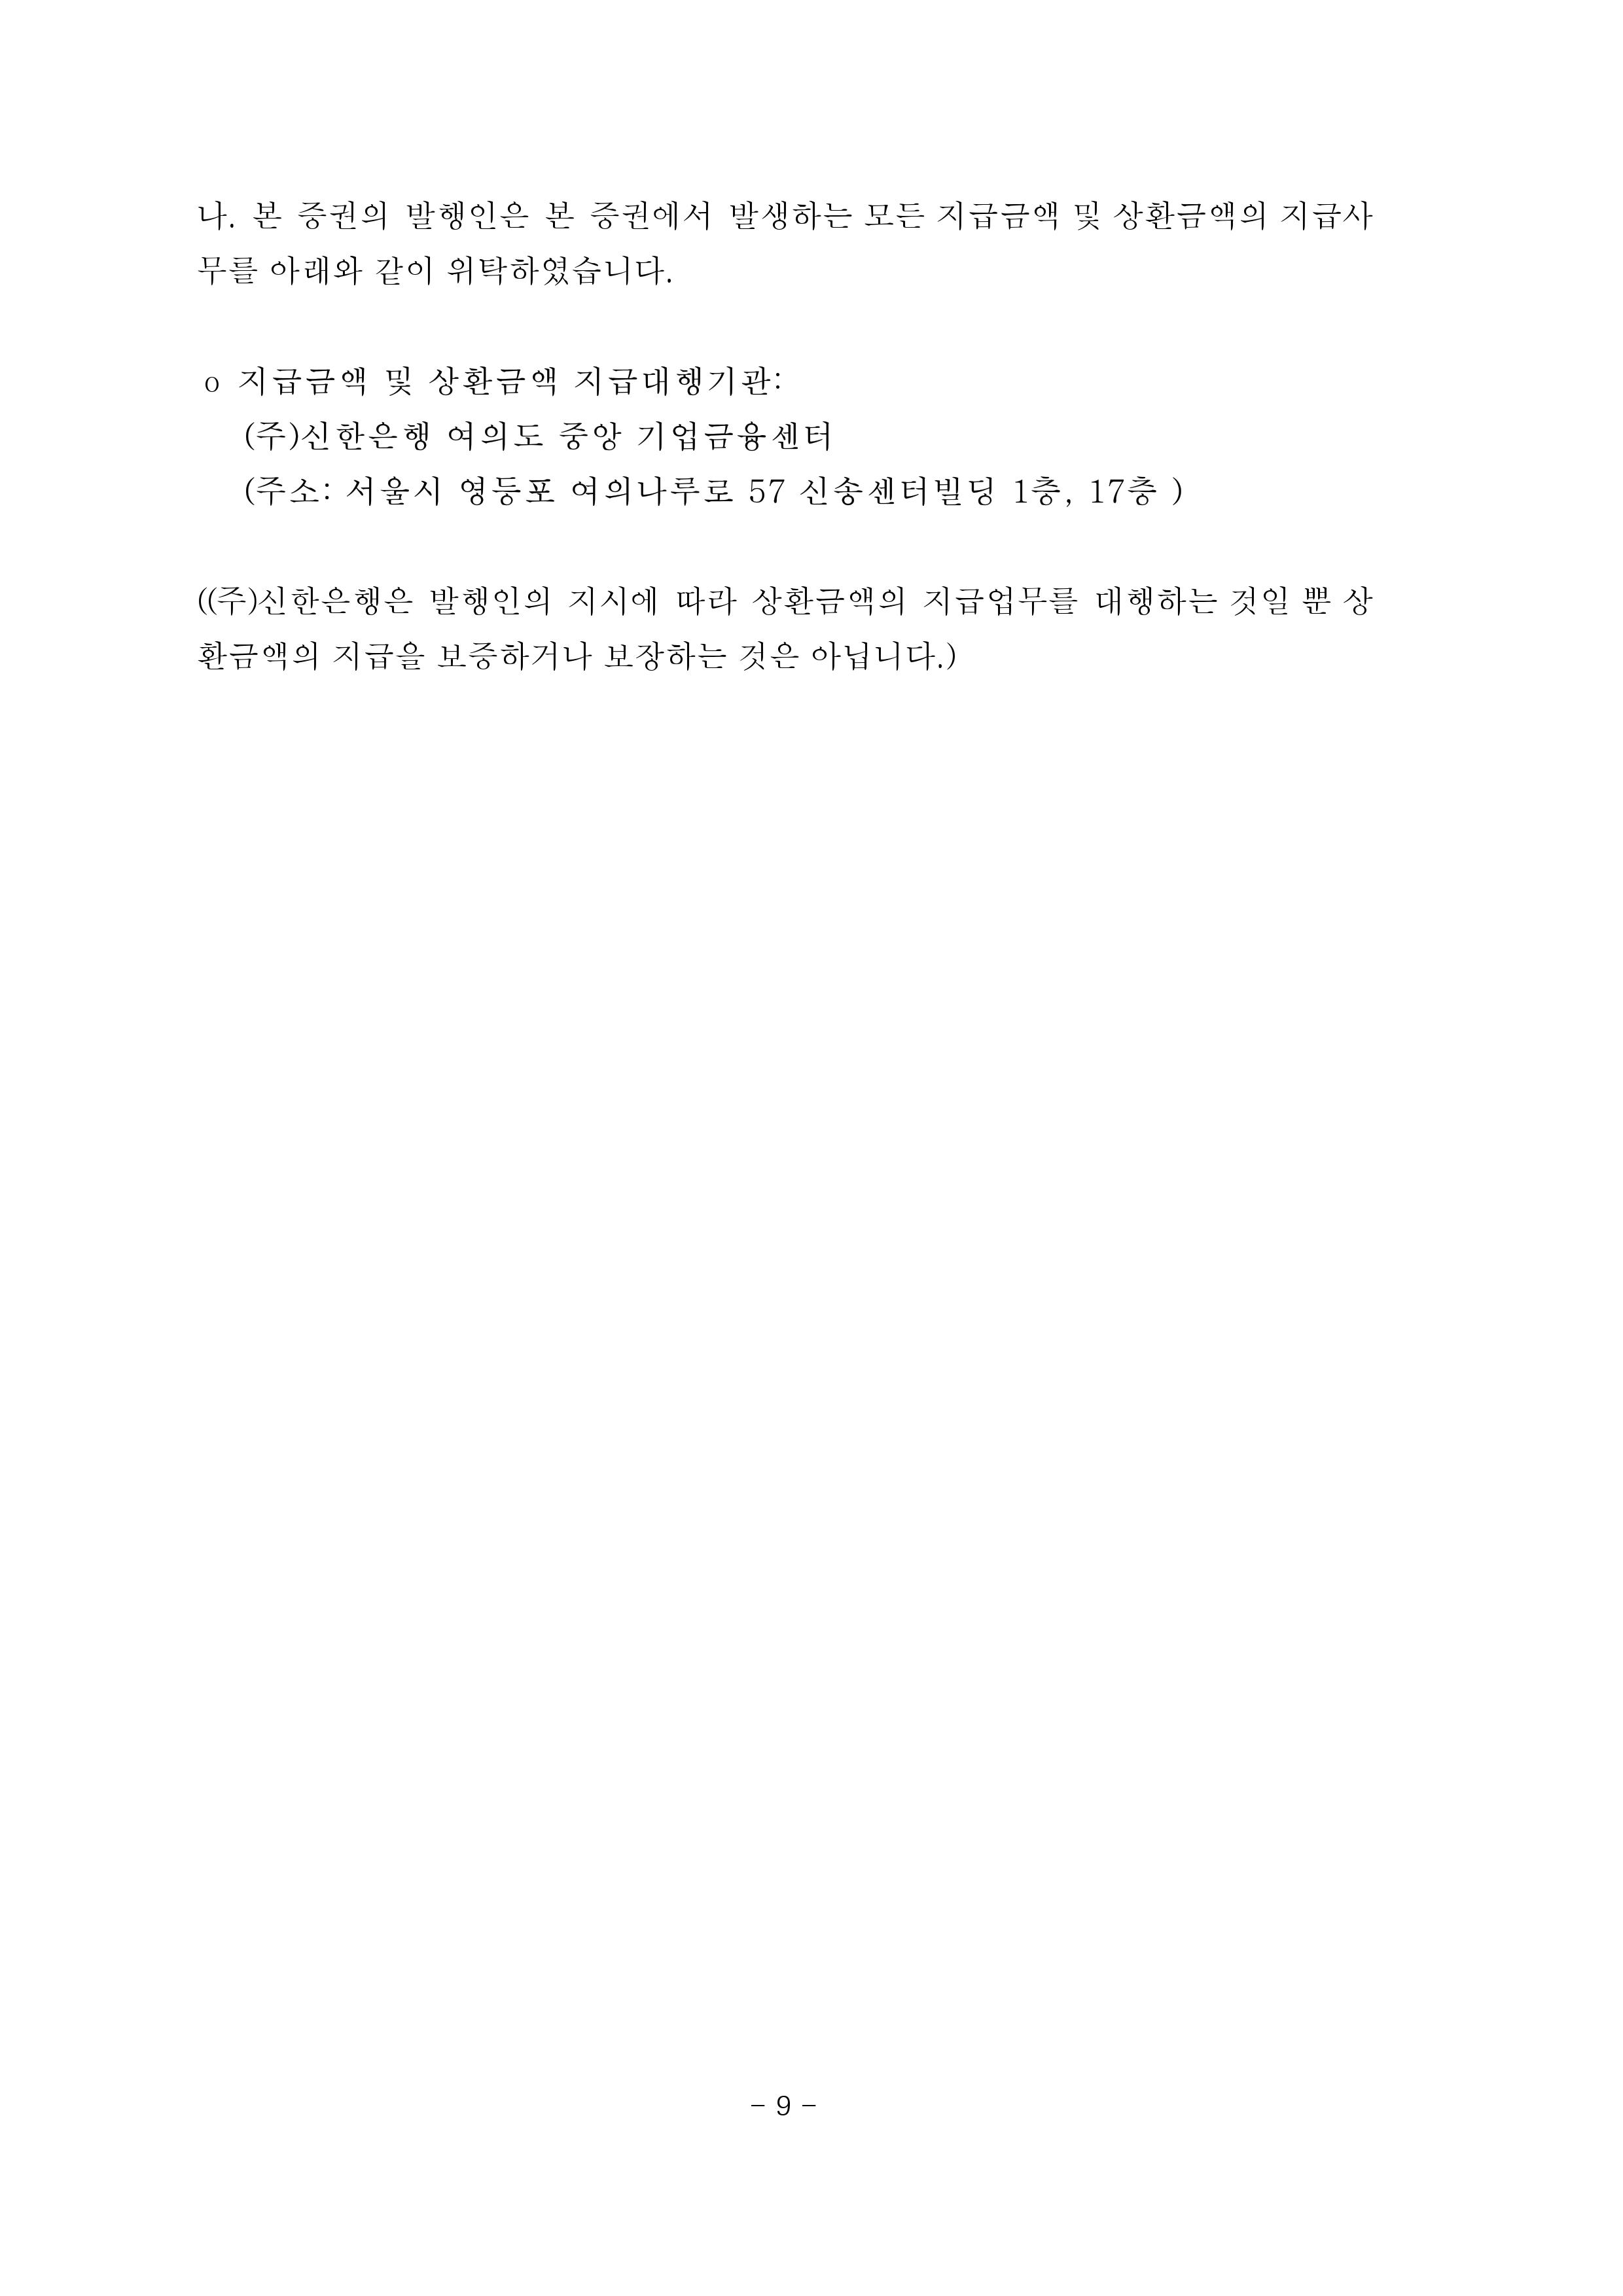 나. 본 증권의 발행인은 본 증권에서 발생하는 모든 지급금액 및 상환금액의 지급사
무를 아래와 같이 위탁하였습니다.
o 지급금액 및 상환금액 지급대행기관:
(주)신한은행 여의도 중앙 기업금융센터
(주소: 서울시 영등포 여의나루로 57 신송센터빌딩 1층, 17층 )
((주)신한은행은 발행인의 지시에 따라 상환금액의 지급업무를 대행하는 것일 뿐 상
환금액의 지급을 보증하거나 보장하는 것은 아닙니다.)
- 9 -